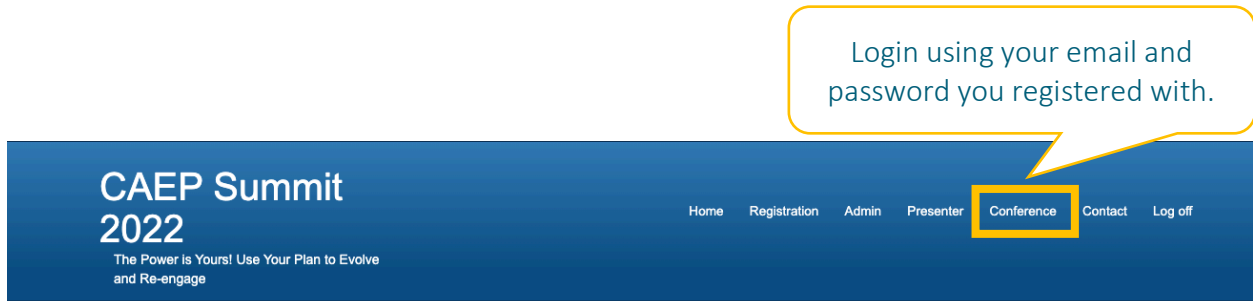 Login using your email and
password you registered with.
CAEP Summit
2022
The Power is Yours! Use Your Plan to Evolve
and Re-engage
Home Registration Admin Presenter Conference Contact Log off